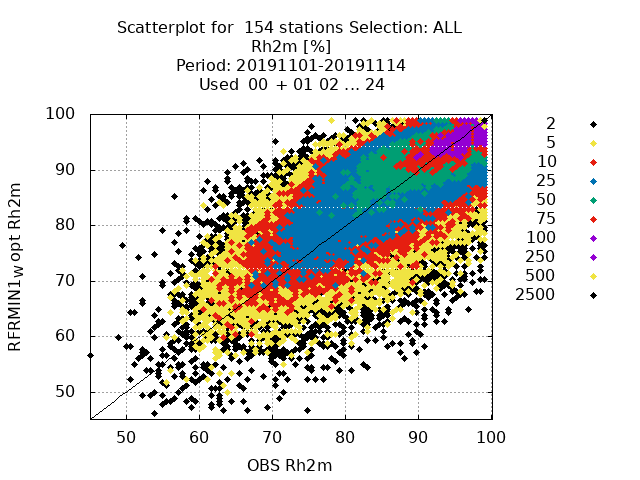 Scatterplot for 154 stations Selection: ALL
Rh2m [%]
Period: 20191101-20191114
Used 00 + 01 02 ... 24
100
90
80
70
60
50
RFRMIN1W opt Rh2m
50 60 70 80 90 100
OBS Rh2m
2
5
10
25
50
75
100
250
500
2500